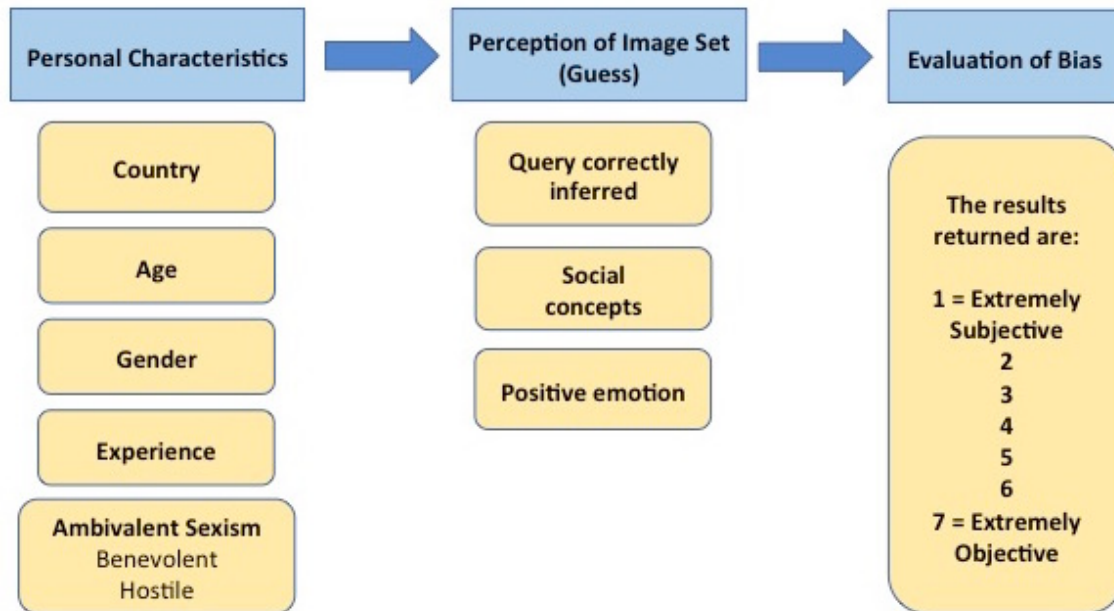 Personal Characteristics
Perception of Image Set
(Guess)
Evaluation of Bias
Country
Age
Gender
Experience
Ambivalent Sexism
Benevolent
Hostile
Query correctly
inferred
Social
concepts
Positive emotion
The results
returned are:
1 = Extremely
Subjective
2
3
4
5
6
7 = Extremely
Objective